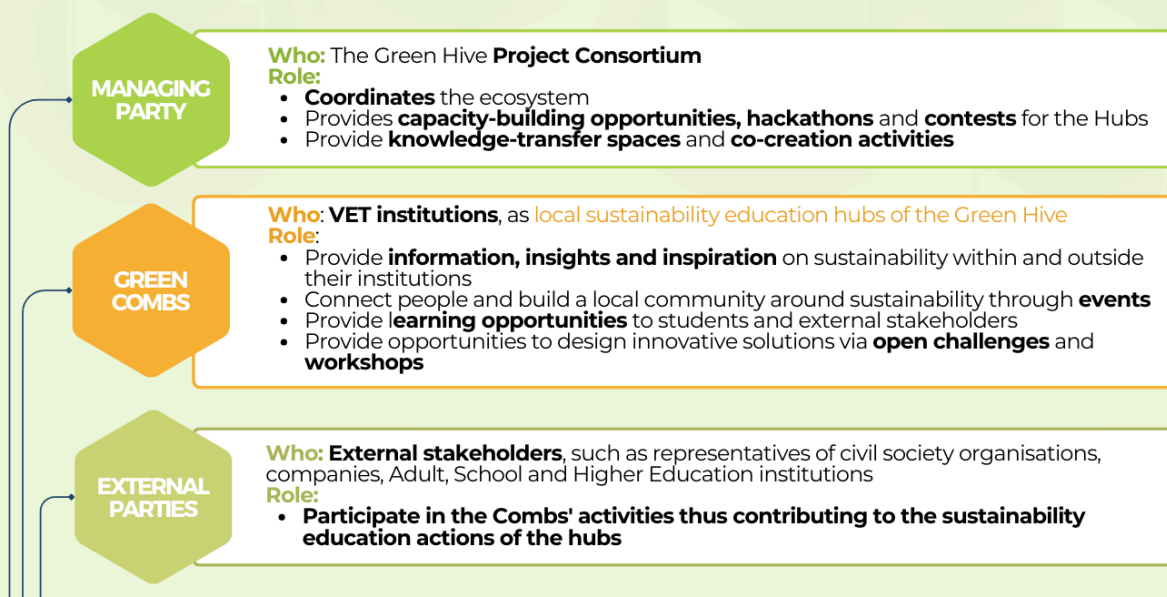 MANAGING
PARTY
Who: The Green Hive Project Consortium
Role:
• Coordinates the ecosystem
• Provides capacity-building opportunities, hackathons and contests for the Hubs
• Provide knowledge-transfer spaces and co-creation activities
GREEN
COMBS
Who: VET institutions, as local sustainability education hubs of the Green Hive
Role:
• Provide information, insights and inspiration on sustainability within and outside
their institutions
• Connect people and build a local community around sustainability through events
• Provide learning opportunities to students and external stakeholders
• Provide opportunities to design innovative solutions via open challenges and
workshops
EXTERNAL
PARTIES
Who: External stakeholders, such as representatives of civil society organisations,
companies, Adult, School and Higher Education institutions
Role:
• Participate in the Combs' activities thus contributing to the sustainability
education actions of the hubs